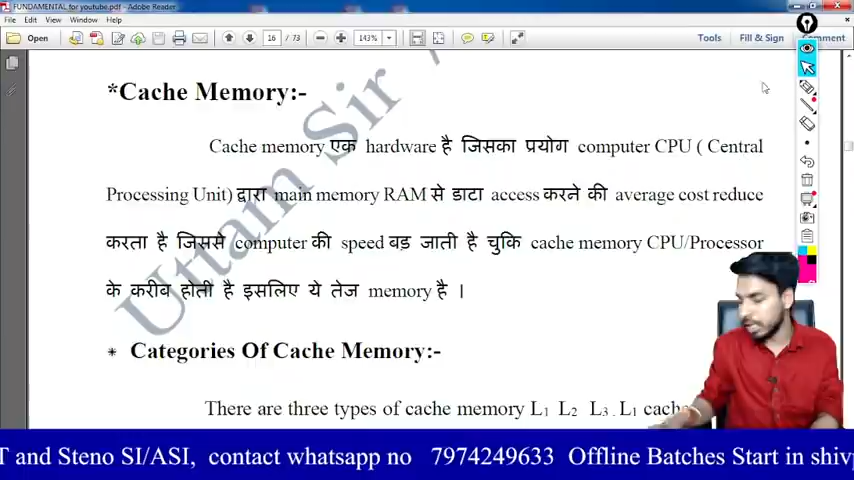 FUNDAMENTAL for youtube.pdf - Adobe Reader
File Edit View Window Help
Open 16 / 73 143% Tools Fill & Sign Comment
*Cache Memory:-
Cache memory एक hardware है जिसका प्रयोग computer CPU ( Central
Processing Unit) द्वारा main memory RAM से डाटा access करने की average cost reduce
करता है जिससे computer की speed बड़ जाती है चुकि cache memory CPU/Processor
के करीब होती है इसलिए ये तेज memory है ।
* Categories Of Cache Memory:-
There are three types of cache memory L1 L2 L3 . L1 cache
Uttam Sir
T and Steno SI/ASI, contact whatsapp no 7974249633 Offline Batches Start in shivp